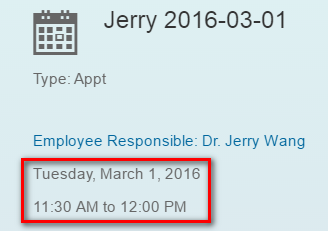 Jerry 2016-03-01
Type: Appt
Employee Responsible: Dr. Jerry Wang
Tuesday, March 1, 2016
11:30 AM to 12:00 PM